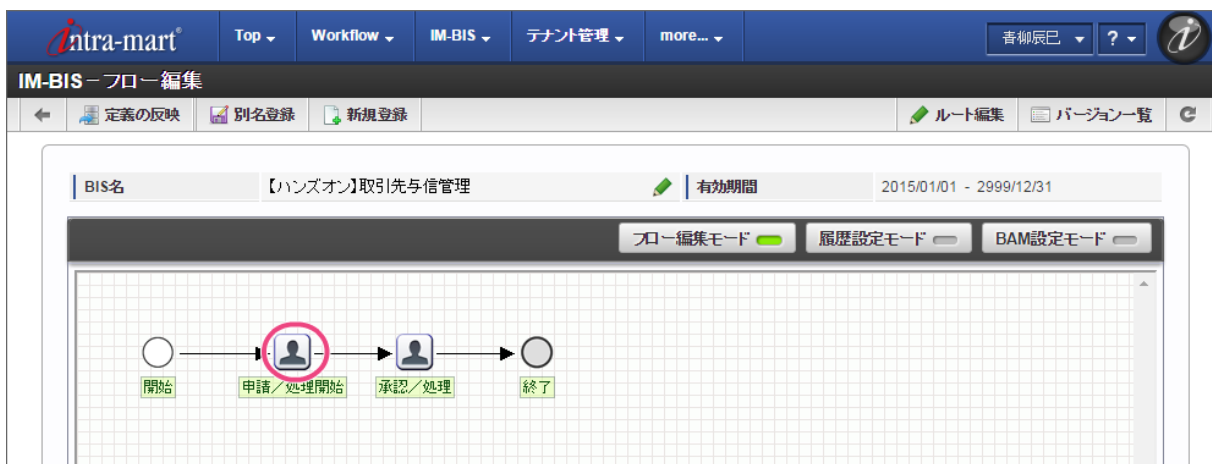 intra-mart® Top Workflow IM-BIS テナント管理 more... 青柳辰巳 ?
IM-BIS－フロー編集
定義の反映 別名登録 新規登録 ルート編集 バージョン一覧
BIS名 【ハンズオン】取引先与信管理 有効期間 2015/01/01 - 2999/12/31
フロー編集モード 履歴設定モード BAM設定モード
開始 申請／処理開始 承認／処理 終了